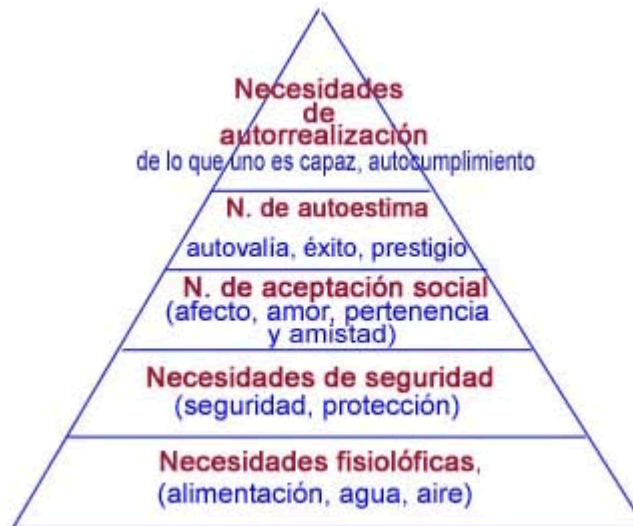 Necesidades
de
autorrealización
de lo que uno es capaz, autocumplimiento
N. de autoestima
autovalía, éxito, prestigio
N. de aceptación social
(afecto, amor, pertenencia
y amistad)
Necesidades de seguridad
(seguridad, protección)
Necesidades fisiolóficas,
(alimentación, agua, aire)